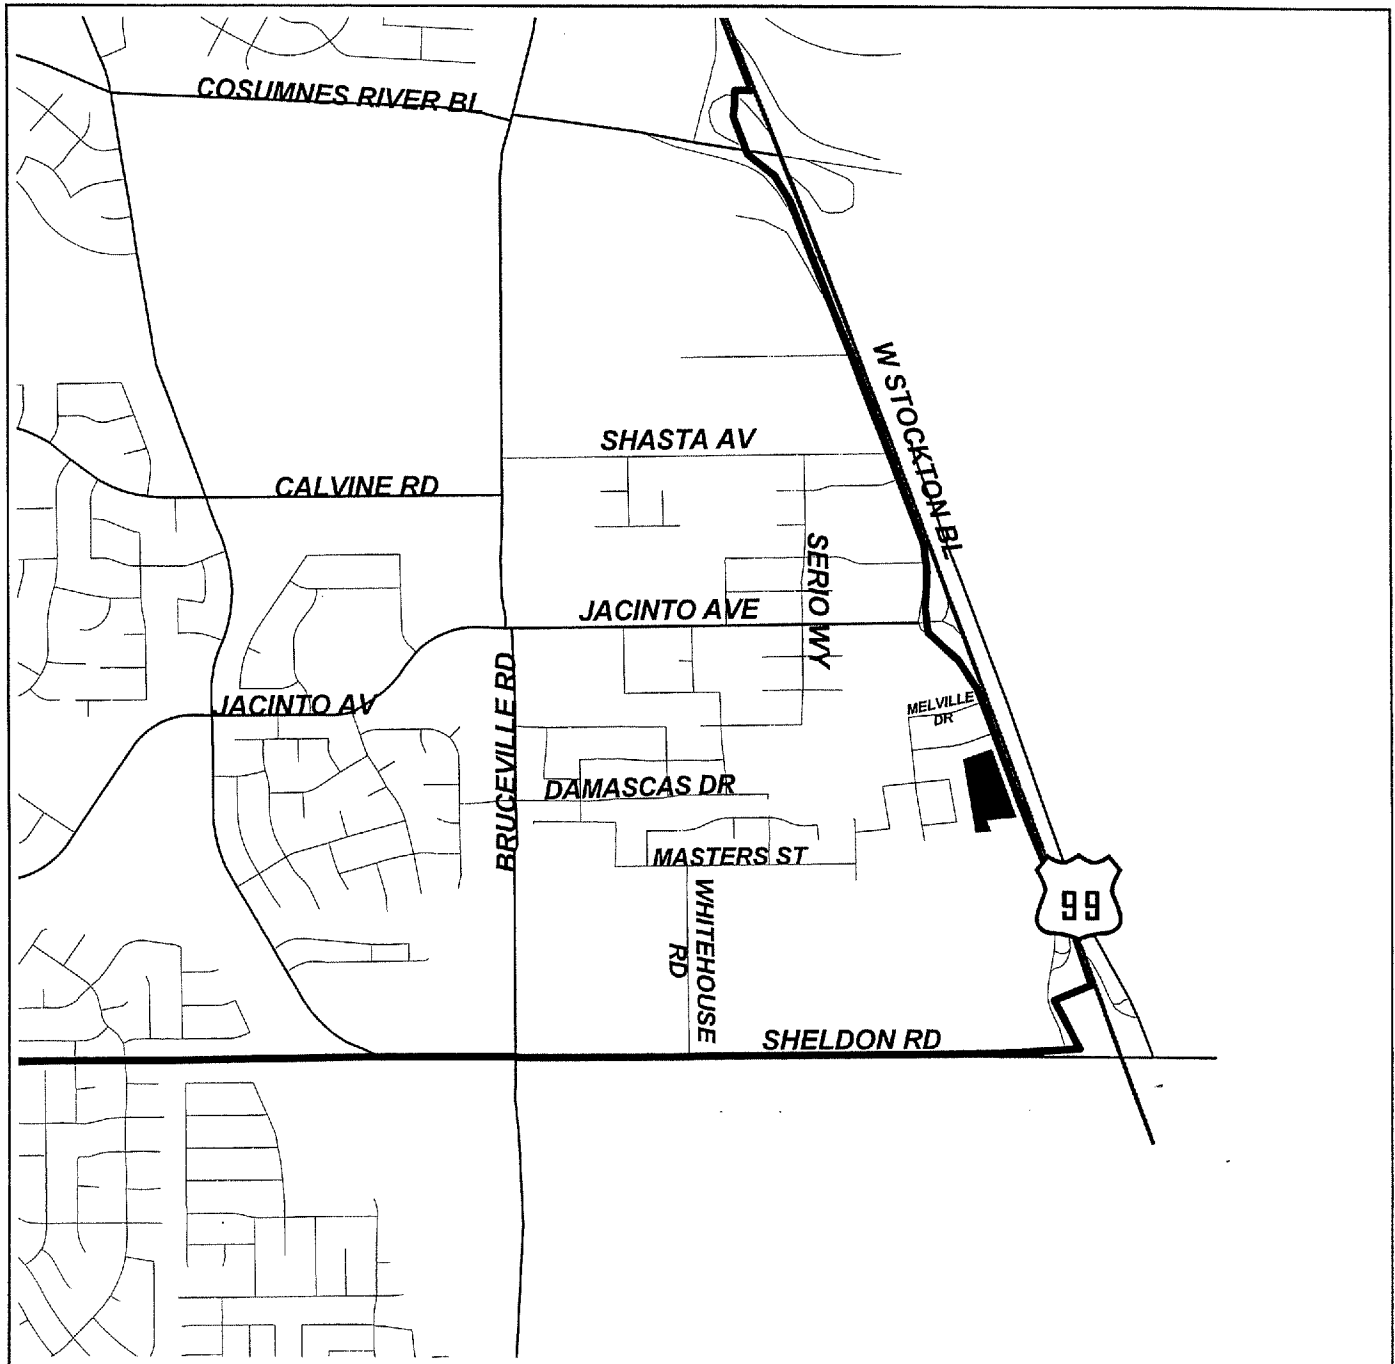 COSUMNES RIVER BL
W STOCKTON BL
SHASTA AV
CALVINE RD
SERIO WY
JACINTO AVE
BRUCEVILLE RD
JACINTO AV
MELVILLE
DR
DAMASCAS DR
MASTERS ST
WHITEHOUSE
RD
99
SHELDON RD